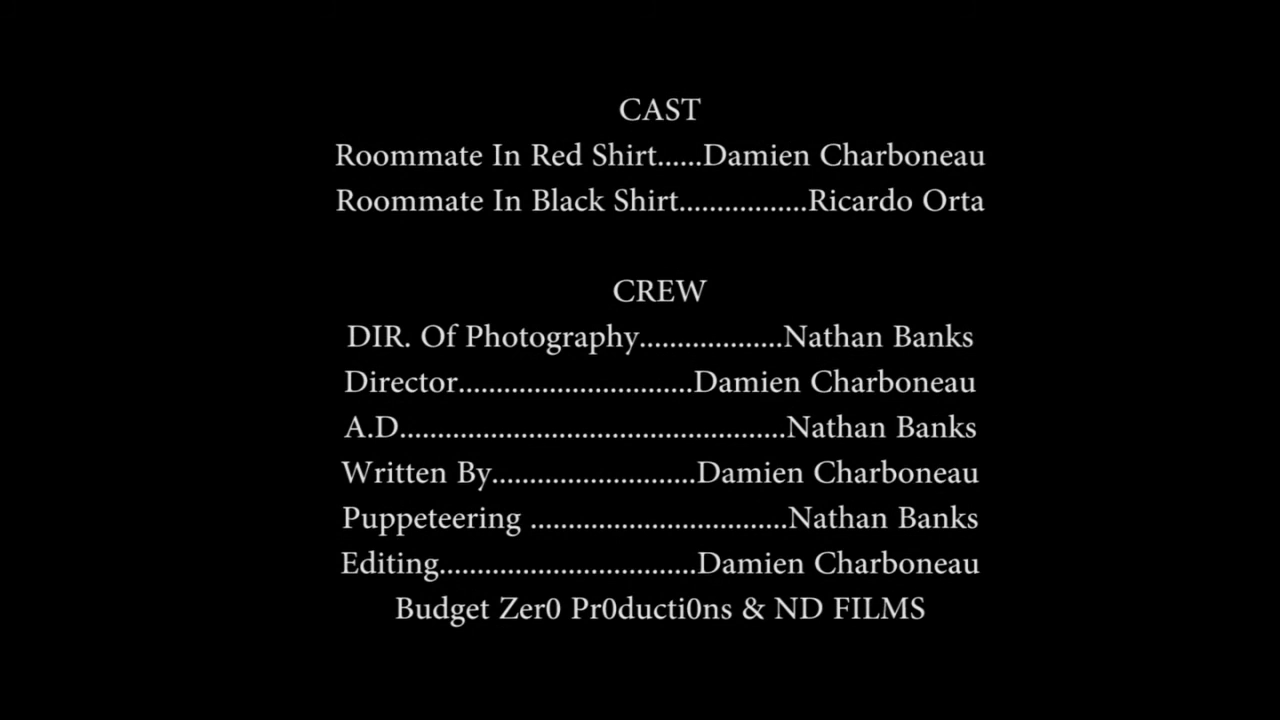 CAST
Roommate In Red Shirt......Damien Charboneau
Roommate In Black Shirt.................Ricardo Orta
CREW
DIR. Of Photography...................Nathan Banks
Director...............................Damien Charboneau
A.D...................................................Nathan Banks
Written By...........................Damien Charboneau
Puppeteering ..................................Nathan Banks
Editing..................................Damien Charboneau
Budget Zer0 Pr0ducti0ns & ND FILMS